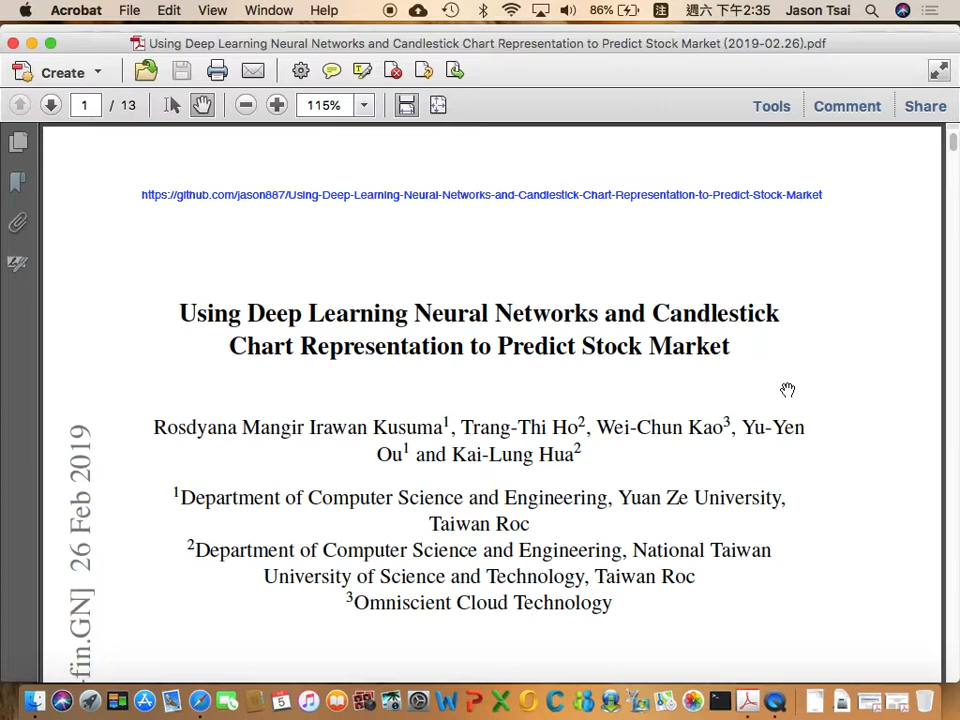 Acrobat File Edit View Window Help 86% 注 週六 下午2:35 Jason Tsai
Using Deep Learning Neural Networks and Candlestick Chart Representation to Predict Stock Market (2019-02.26).pdf
Create
1 / 13 115% Tools Comment Share
https://github.com/jason887/Using-Deep-Learning-Neural-Networks-and-Candlestick-Chart-Representation-to-Predict-Stock-Market
Using Deep Learning Neural Networks and Candlestick
Chart Representation to Predict Stock Market
Rosdyana Mangir Irawan Kusuma1, Trang-Thi Ho2, Wei-Chun Kao3, Yu-Yen
Ou1 and Kai-Lung Hua2
1Department of Computer Science and Engineering, Yuan Ze University,
Taiwan Roc
2Department of Computer Science and Engineering, National Taiwan
University of Science and Technology, Taiwan Roc
3Omniscient Cloud Technology
fin.GN] 26 Feb 2019
5